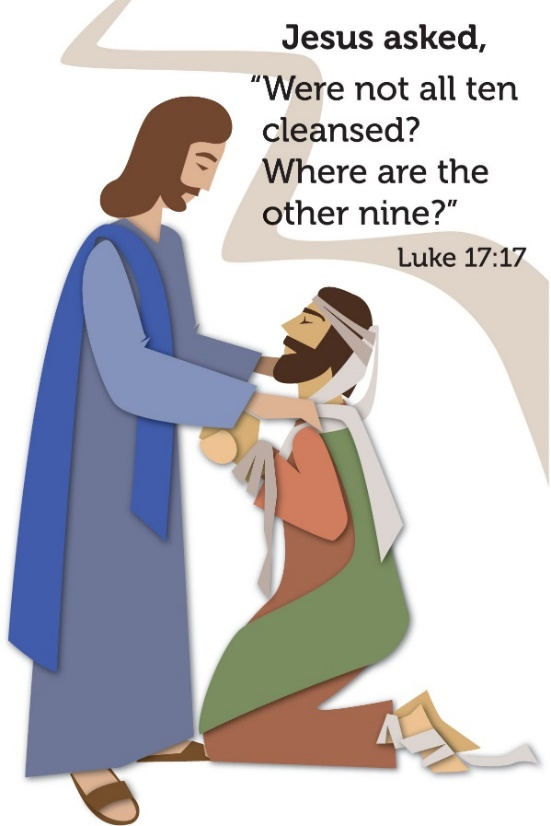 Jesus asked,
“Were not all ten
cleansed?
Where are the
other nine?”
Luke 17:17